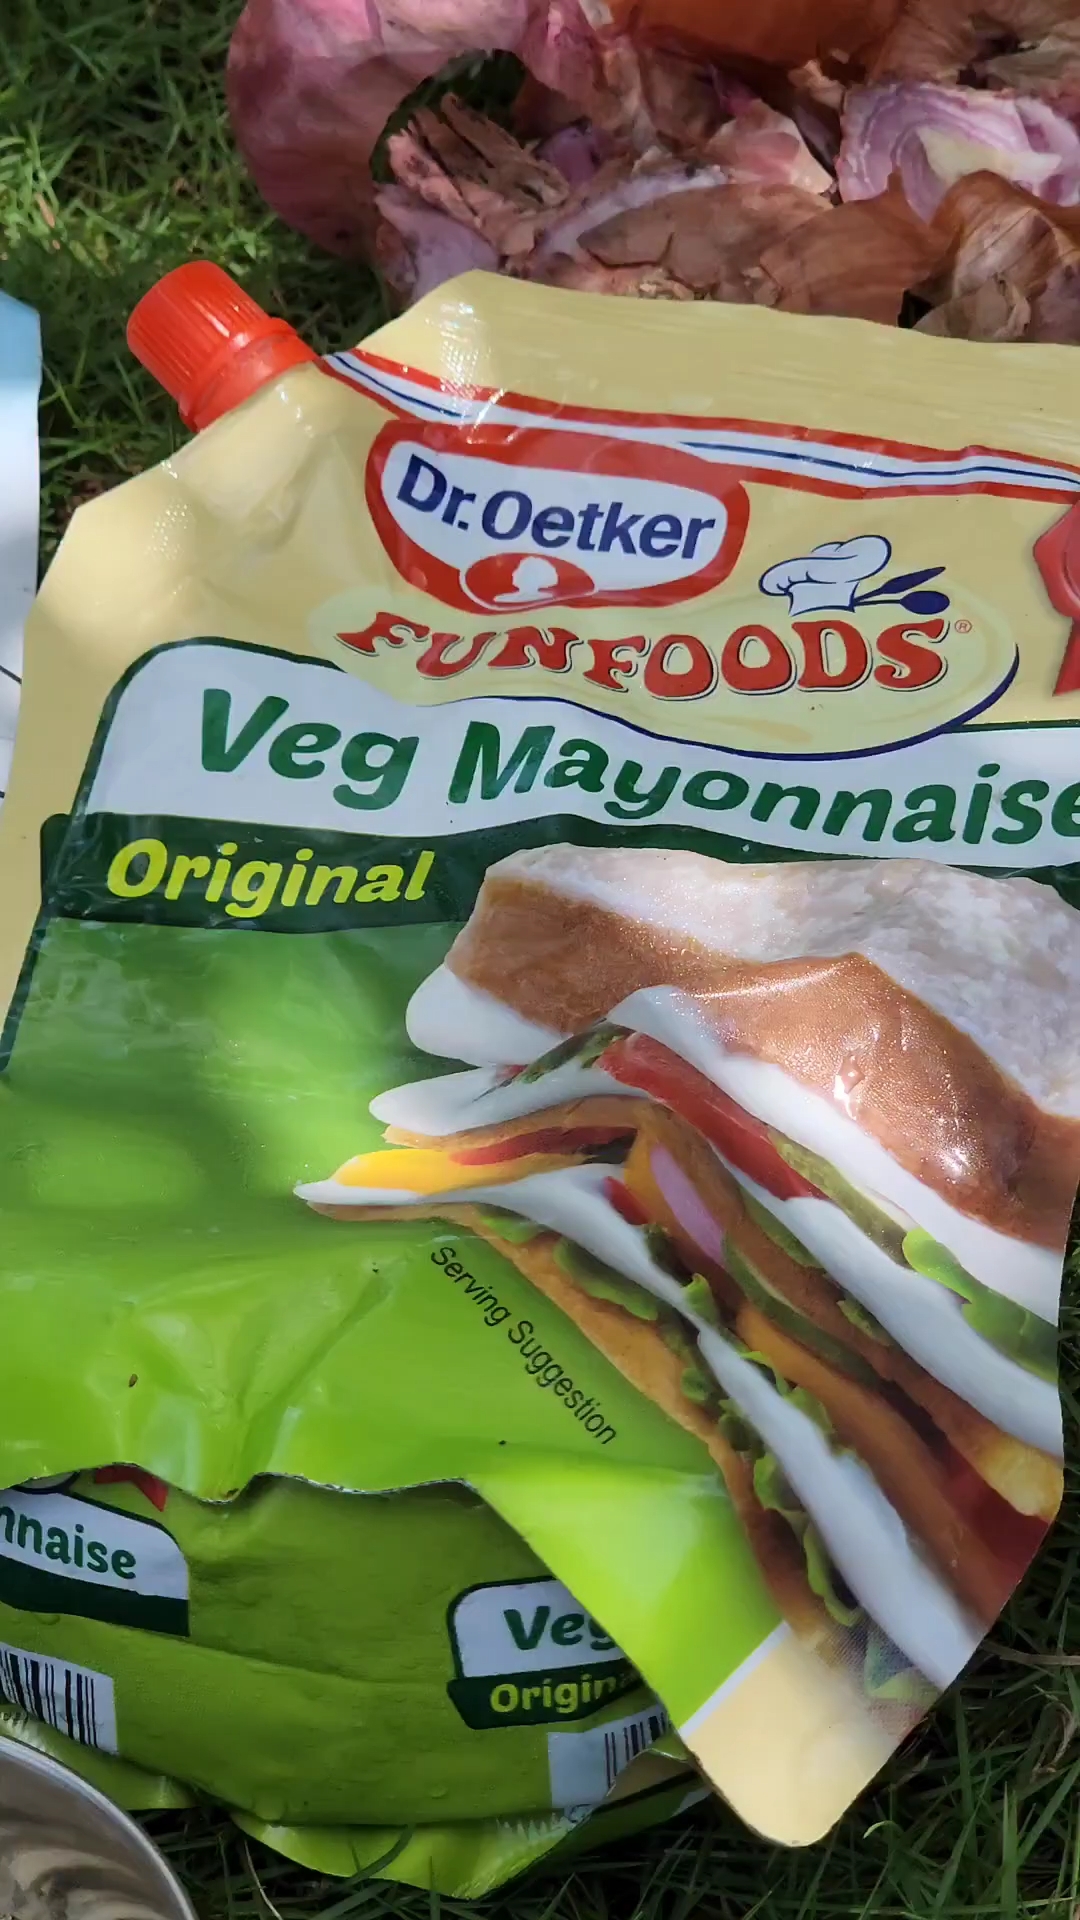 Dr. Oetker
FUNFOODS®
Veg Mayonnaise
Original
Serving Suggestion
nnaise
Veg
Origin